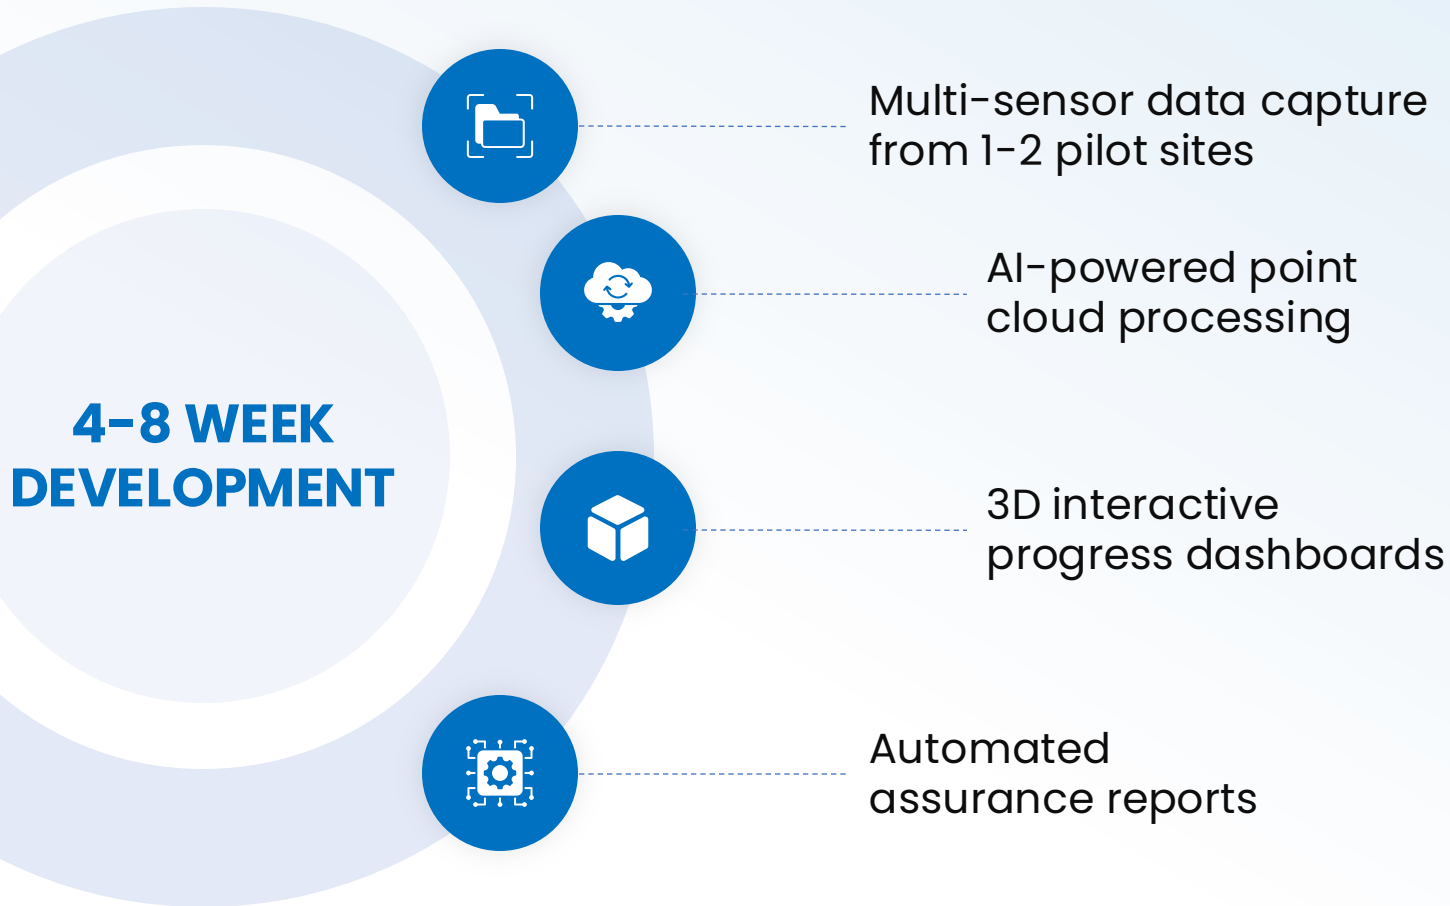 4-8 WEEK
DEVELOPMENT
Multi-sensor data capture
from 1-2 pilot sites
AI-powered point
cloud processing
3D interactive
progress dashboards
Automated
assurance reports